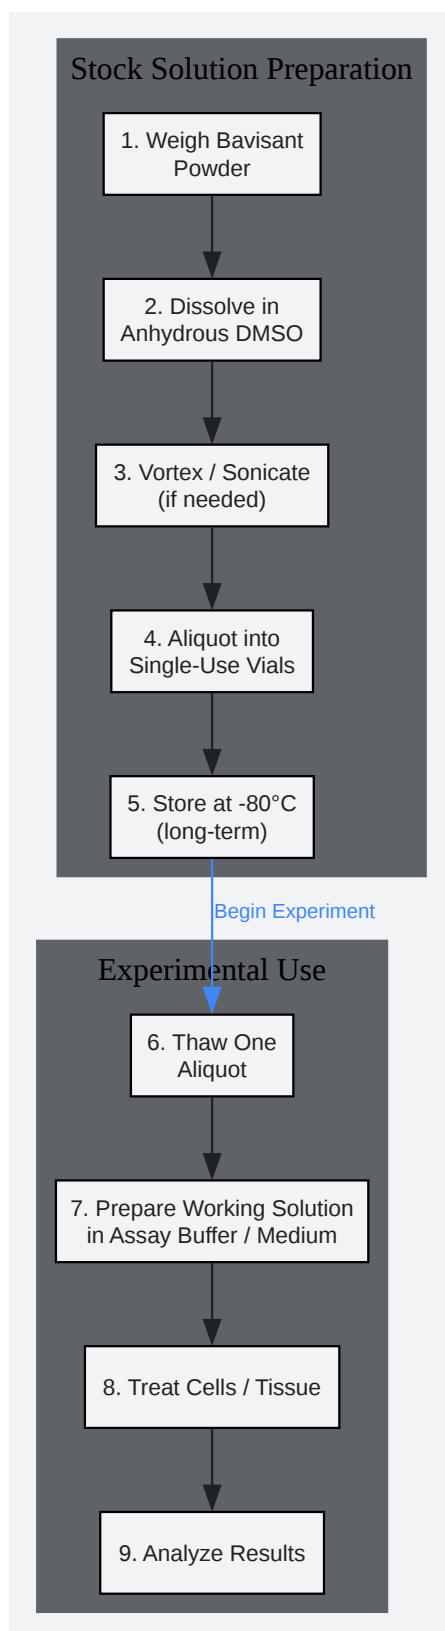 Stock Solution Preparation
1. Weigh Bavisant
Powder
2. Dissolve in
Anhydrous DMSO
3. Vortex / Sonicate
(if needed)
4. Aliquot into
Single-Use Vials
5. Store at -80°C
(long-term)
Begin Experiment
Experimental Use
6. Thaw One
Aliquot
7. Prepare Working Solution
in Assay Buffer / Medium
8. Treat Cells / Tissue
9. Analyze Results